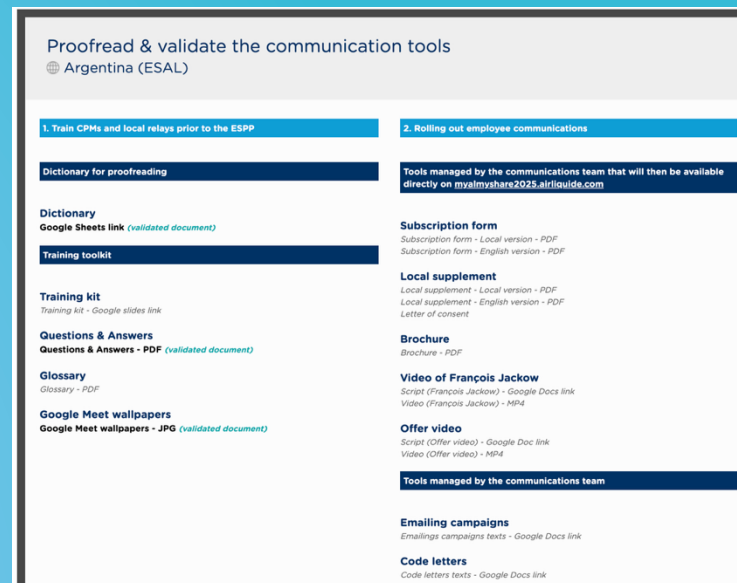 Proofread & validate the communication tools
Argentina (ESAL)
1. Train CPMs and local relays prior to the ESPP
Dictionary for proofreading
Dictionary
Google Sheets link (validated document)
Training toolkit
Training kit
Training kit - Google slides link
Questions & Answers
Questions & Answers - PDF (validated document)
Glossary
Glossary - PDF
Google Meet wallpapers
Google Meet wallpapers - JPG (validated document)
2. Rolling out employee communications
Tools managed by the communications team that will then be available
directly on myalmyshare2025.airliquide.com
Subscription form
Subscription form - Local version - PDF
Subscription form - English version - PDF
Local supplement
Local supplement - Local version - PDF
Local supplement - English version - PDF
Letter of consent
Brochure
Brochure - PDF
Video of François Jackow
Script (François Jackow) - Google Docs link
Video (François Jackow) - MP4
Offer video
Script (Offer video) - Google Doc link
Video (Offer video) - MP4
Tools managed by the communications team
Emailing campaigns
Emailings campaigns texts - Google Docs link
Code letters
Code letters texts - Google Docs link